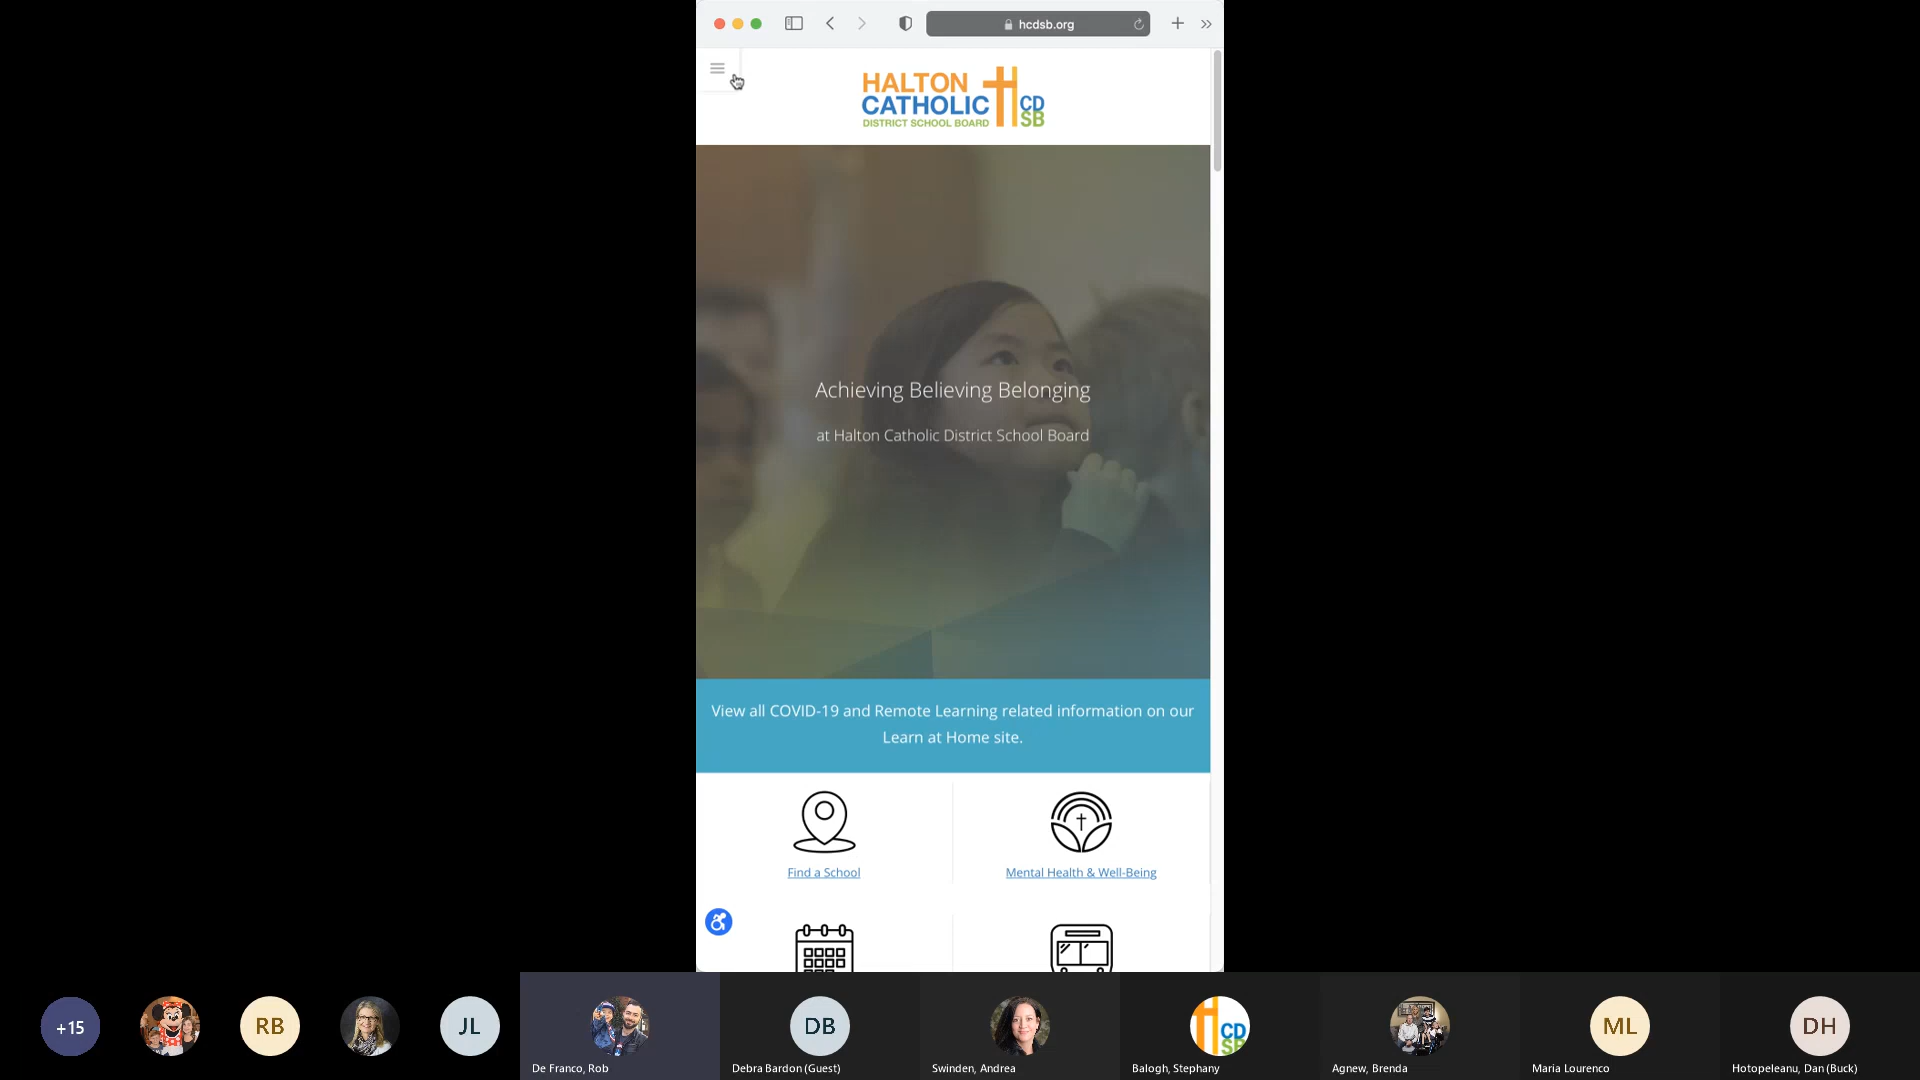 hcdsb.org
HALTON
CATHOLIC
DISTRICT SCHOOL BOARD
CD
SB
Achieving Believing Belonging
at Halton Catholic District School Board
View all COVID-19 and Remote Learning related information on our
Learn at Home site.
Find a School
Mental Health & Well-Being
+15
RB
JL
DB
CD
SB
ML
DH
De Franco, Rob
Debra Bardon (Guest)
Swinden, Andrea
Balogh, Stephany
Agnew, Brenda
Maria Lourenco
Hotopeleanu, Dan (Buck)